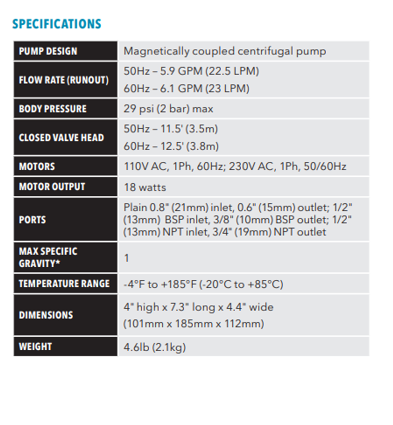 SPECIFICATIONS
PUMP DESIGN Magnetically coupled centrifugal pump
FLOW RATE (RUNOUT) 50Hz – 5.9 GPM (22.5 LPM)
60Hz – 6.1 GPM (23 LPM)
BODY PRESSURE 29 psi (2 bar) max
CLOSED VALVE HEAD 50Hz – 11.5' (3.5m)
60Hz – 12.5' (3.8m)
MOTORS 110V AC, 1Ph, 60Hz; 230V AC, 1Ph, 50/60Hz
MOTOR OUTPUT 18 watts
PORTS Plain 0.8" (21mm) inlet, 0.6" (15mm) outlet; 1/2"
(13mm) BSP inlet, 3/8" (10mm) BSP outlet; 1/2"
(13mm) NPT inlet, 3/4" (19mm) NPT outlet
MAX SPECIFIC
GRAVITY* 1
TEMPERATURE RANGE -4°F to +185°F (-20°C to +85°C)
DIMENSIONS 4" high x 7.3" long x 4.4" wide
(101mm x 185mm x 112mm)
WEIGHT 4.6lb (2.1kg)